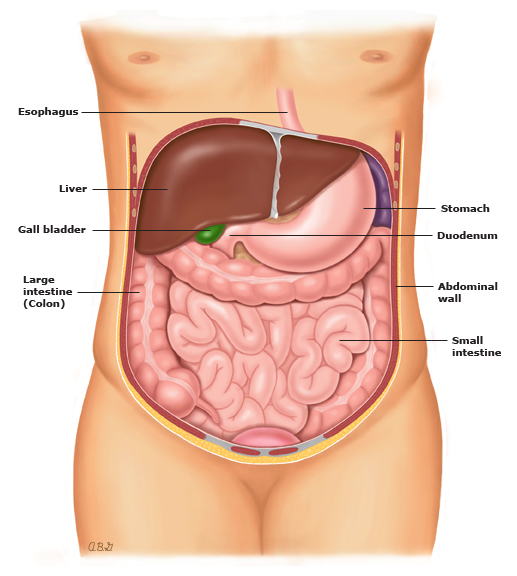 Esophagus
Liver
Gall bladder
Large
intestine
(Colon)
Stomach
Duodenum
Abdominal
wall
Small
intestine